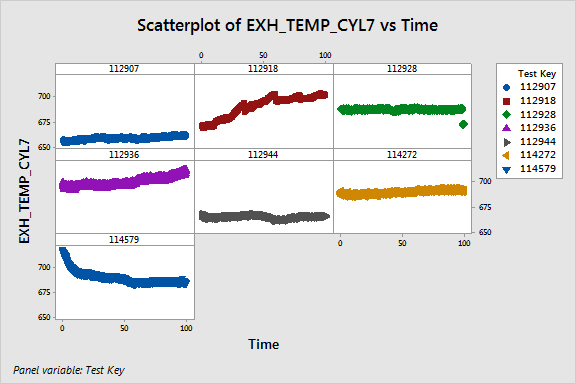 Scatterplot of EXH_TEMP_CYL7 vs Time
0 50 100
112907 112918 112928
Test Key
112907
112918
112928
112936
112944
114272
114579
700
675
650
112936 112944 114272
700
675
650
0 50 100
114579
700
675
650
0 50 100
EXH_TEMP_CYL7
Time
Panel variable: Test Key